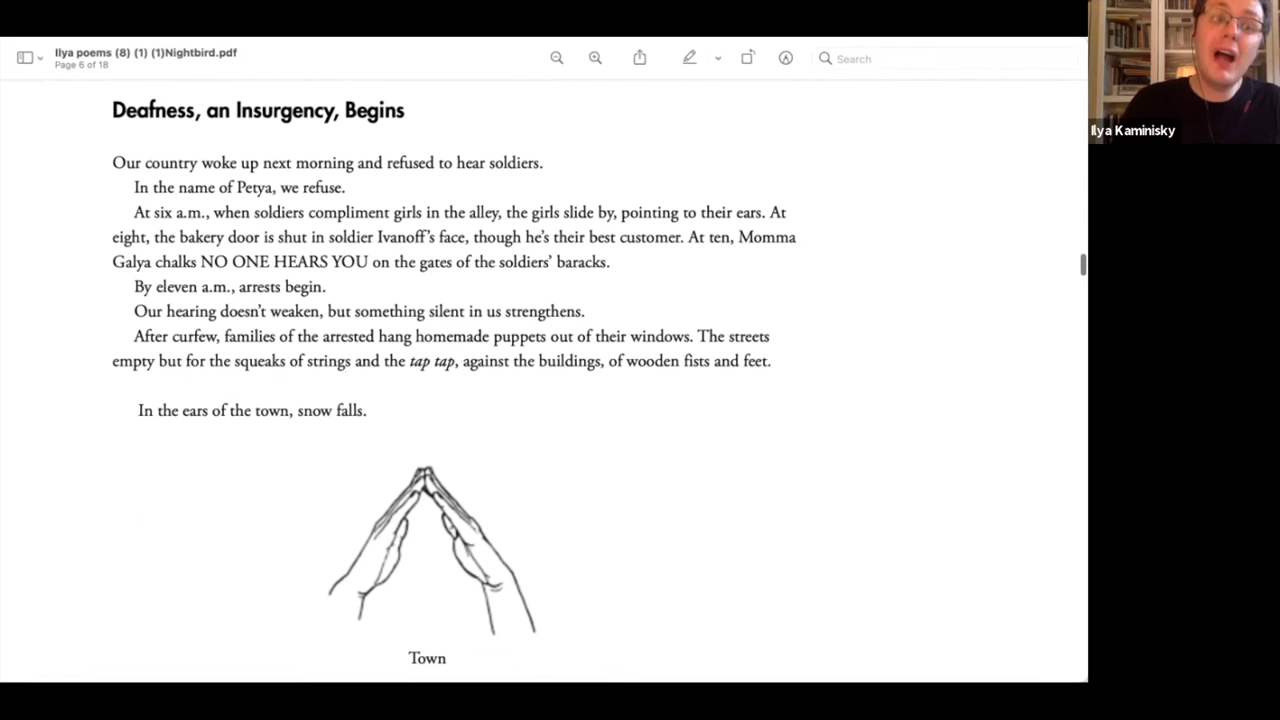 Ilya poems (8) (1) (1)Nightbird.pdf
Page 6 of 18
Search
Ilya Kaminisky
Deafness, an Insurgency, Begins
Our country woke up next morning and refused to hear soldiers.
In the name of Petya, we refuse.
At six a.m., when soldiers compliment girls in the alley, the girls slide by, pointing to their ears. At
eight, the bakery door is shut in soldier Ivanoff’s face, though he’s their best customer. At ten, Momma
Galya chalks NO ONE HEARS YOU on the gates of the soldiers’ baracks.
By eleven a.m., arrests begin.
Our hearing doesn’t weaken, but something silent in us strengthens.
After curfew, families of the arrested hang homemade puppets out of their windows. The streets
empty but for the squeaks of strings and the tap tap, against the buildings, of wooden fists and feet.
In the ears of the town, snow falls.
Town